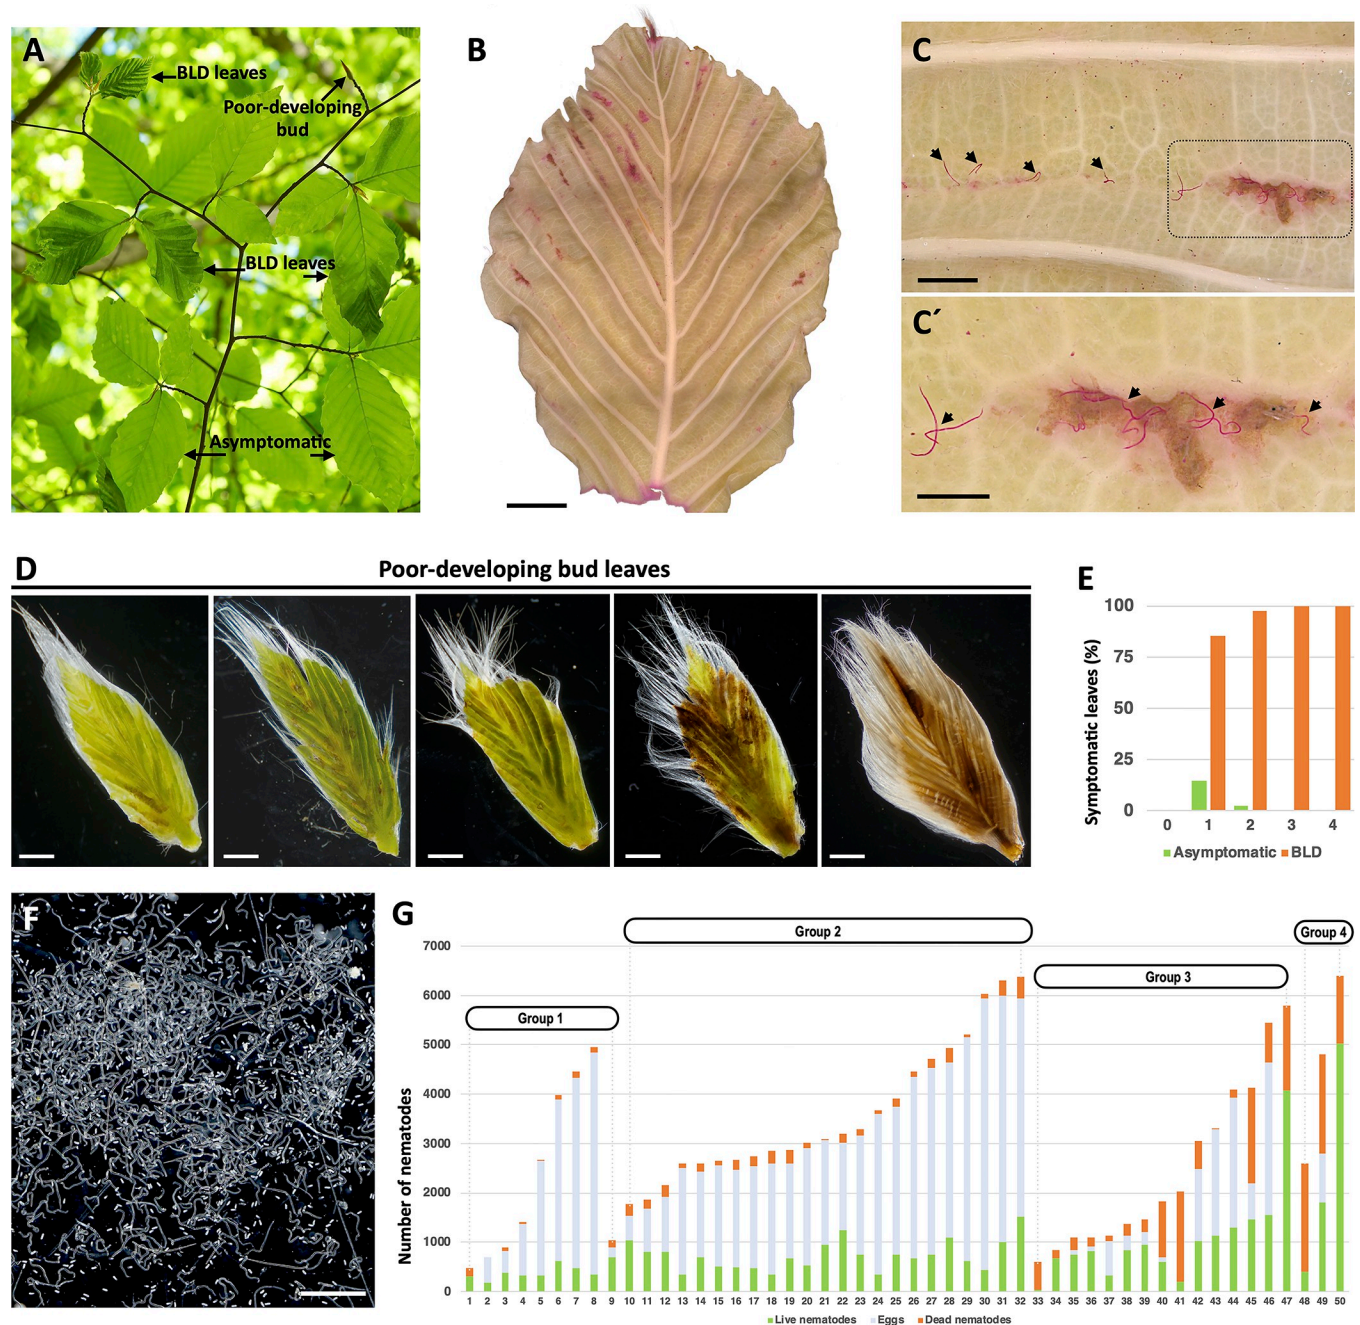 A
BLD leaves
Poor-developing
bud
BLD leaves
Asymptomatic
B
C
C´
D
Poor-developing bud leaves
E
Symptomatic leaves (%)
100
75
50
25
0
0 1 2 3 4
Asymptomatic BLD
F
G
Group 1
Group 2
Group 3
Group 4
Number of nematodes
7000
6000
5000
4000
3000
2000
1000
0
1 2 3 4 5 6 7 8 9 10 11 12 13 14 15 16 17 18 19 20 21 22 23 24 25 26 27 28 29 30 31 32 33 34 35 36 37 38 39 40 41 42 43 44 45 46 47 48 49 50
Live nematodes Eggs Dead nematodes